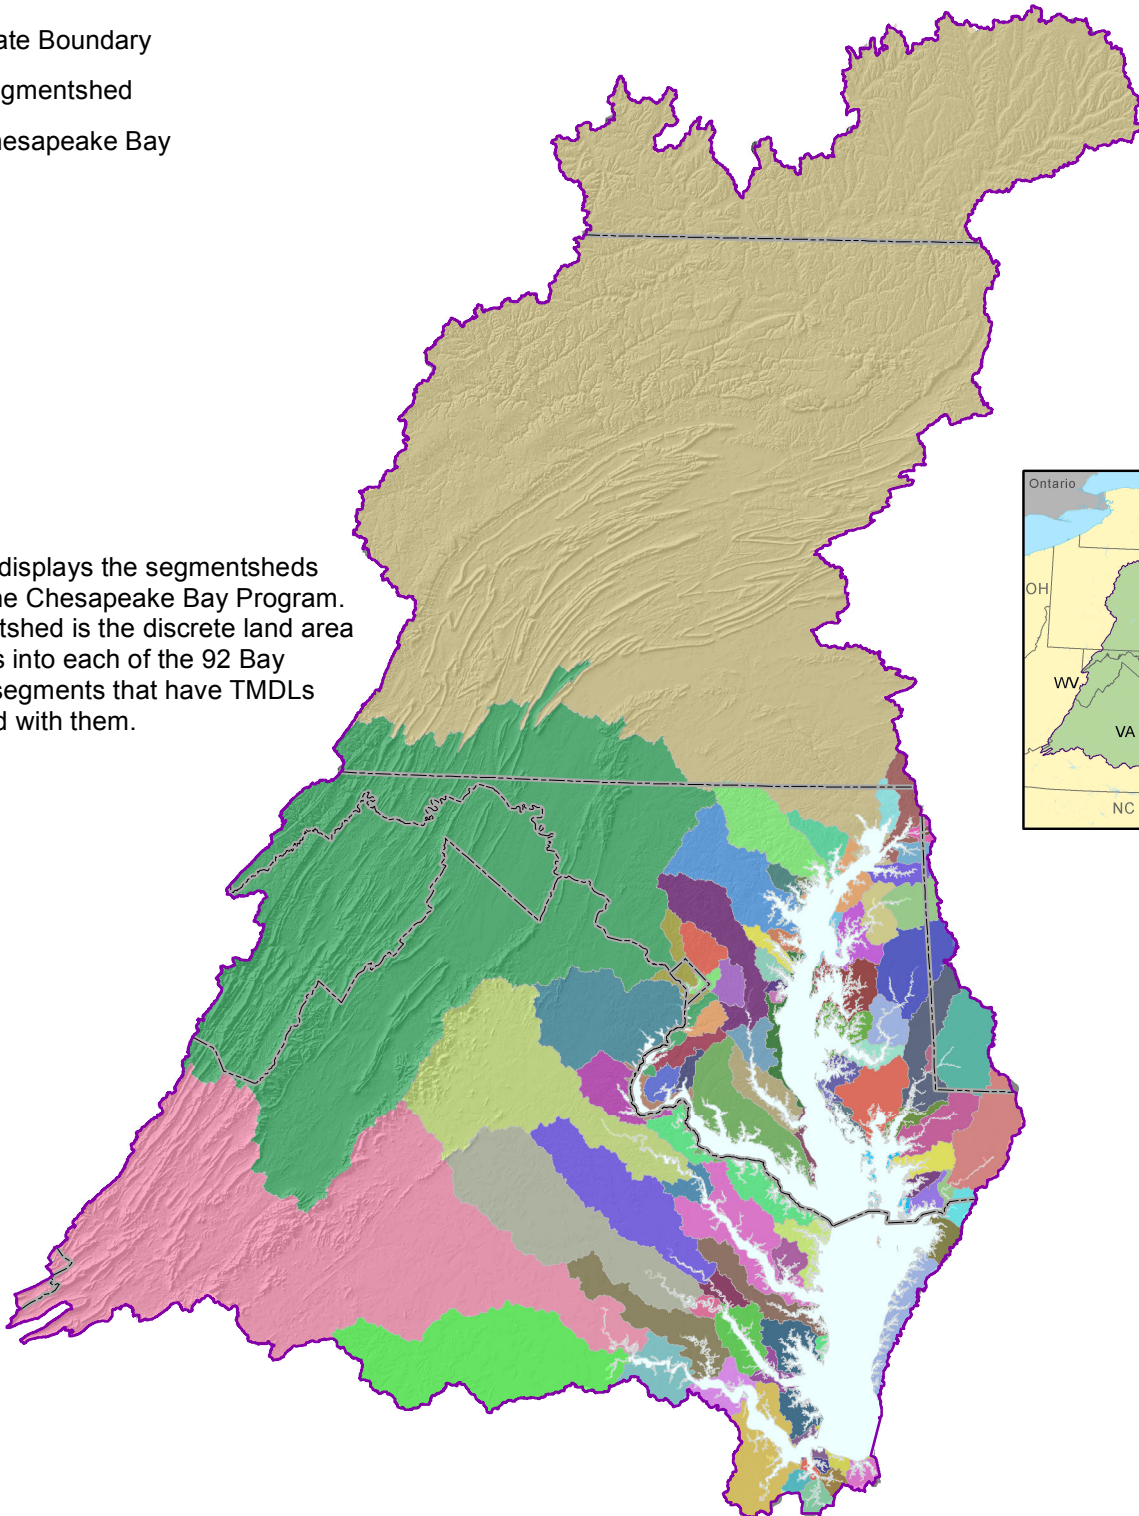 ate Boundary
gmentshed
hesapeake Bay
displays the segmentsheds
ne Chesapeake Bay Program.
tshed is the discrete land area
s into each of the 92 Bay
segments that have TMDLs
d with them.
Ontario
OH
WV
VA
NC